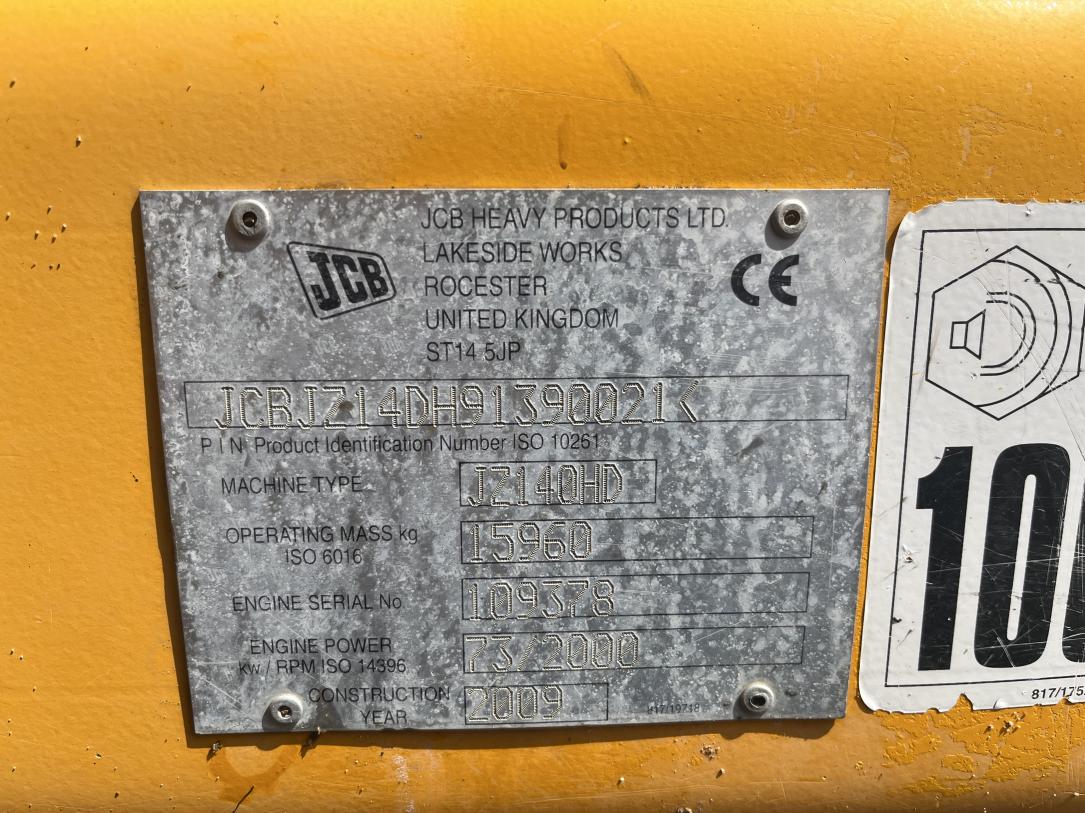 JCB HEAVY PRODUCTS LTD.
LAKESIDE WORKS
ROCESTER
UNITED KINGDOM
ST14 5JP
JCB
CE
JCBJZ14DH91390021<
P I N Product Identification Number ISO 10261
MACHINE TYPE JZ140HD
OPERATING MASS kg 15960
ISO 6016
ENGINE SERIAL No 109378
ENGINE POWER 73/2000
kw / RPM ISO 14396
CONSTRUCTION 2009
YEAR
817/19718
10
817/175